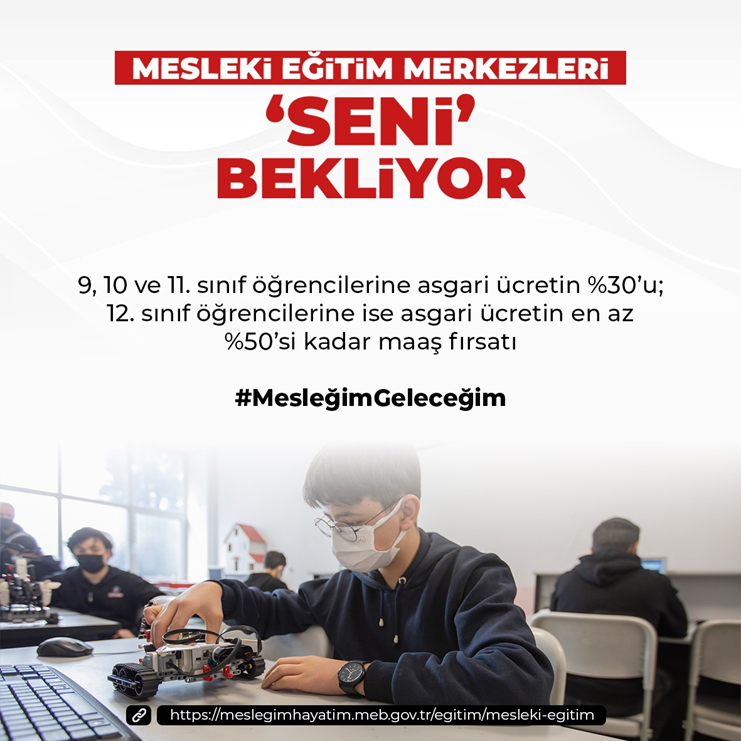 MESLEKİ EĞİTİM MERKEZLERİ
‘SENİ’
BEKLİYOR
9, 10 ve 11. sınıf öğrencilerine asgari ücretin %30’u;
12. sınıf öğrencilerine ise asgari ücretin en az
%50’si kadar maaş fırsatı
#MesleğimGeleceğim
https://meslegimhayatim.meb.gov.tr/egitim/mesleki-egitim